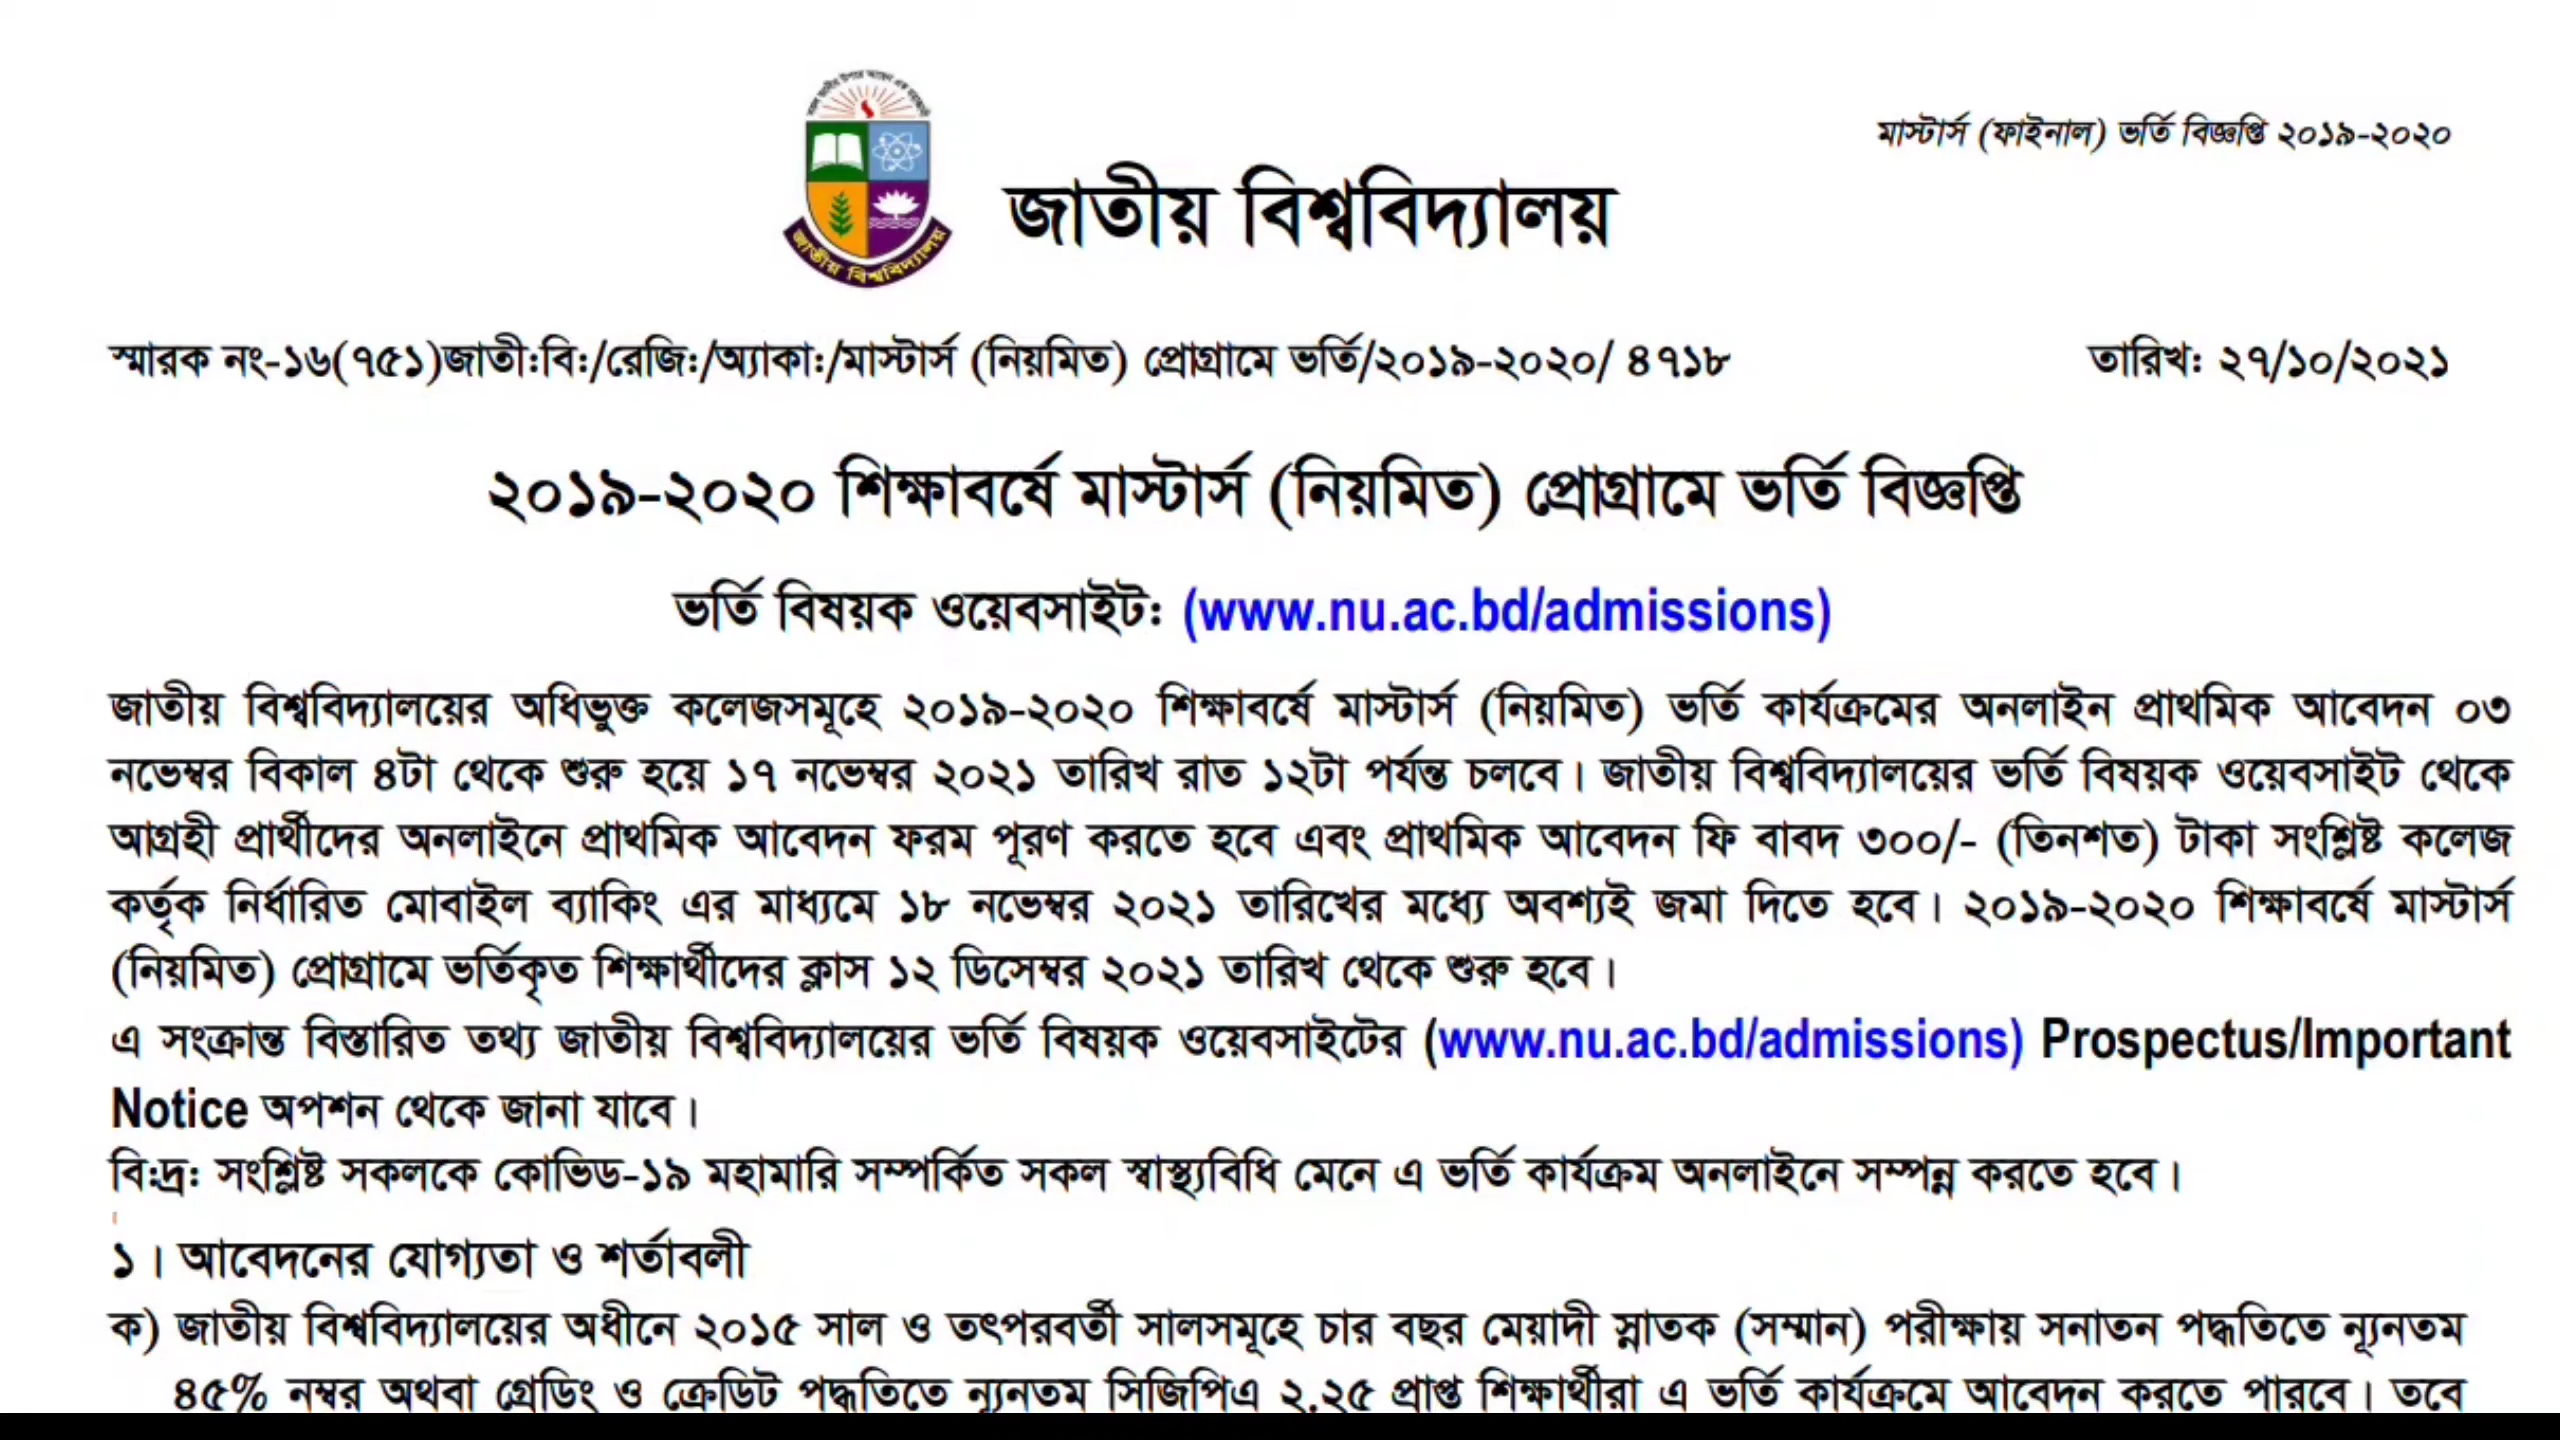 মাস্টার্স (ফাইনাল) ভর্তি বিজ্ঞপ্তি ২০১৯-২০২০
জাতীয় বিশ্ববিদ্যালয়
জাতীয় বিশ্ববিদ্যালয়
স্মারক নং-১৬(৭৫১)জাতী:বি:/রেজি:/অ্যাকা:/মাস্টার্স (নিয়মিত) প্রোগ্রামে ভর্তি/২০১৯-২০২০/ ৪৭১৮ তারিখ: ২৭/১০/২০২১
২০১৯-২০২০ শিক্ষাবর্ষে মাস্টার্স (নিয়মিত) প্রোগ্রামে ভর্তি বিজ্ঞপ্তি
ভর্তি বিষয়ক ওয়েবসাইট: (www.nu.ac.bd/admissions)
জাতীয় বিশ্ববিদ্যালয়ের অধিভুক্ত কলেজসমূহে ২০১৯-২০২০ শিক্ষাবর্ষে মাস্টার্স (নিয়মিত) ভর্তি কার্যক্রমের অনলাইন প্রাথমিক আবেদন ০৩
নভেম্বর বিকাল ৪টা থেকে শুরু হয়ে ১৭ নভেম্বর ২০২১ তারিখ রাত ১২টা পর্যন্ত চলবে। জাতীয় বিশ্ববিদ্যালয়ের ভর্তি বিষয়ক ওয়েবসাইট থেকে
আগ্রহী প্রার্থীদের অনলাইনে প্রাথমিক আবেদন ফরম পূরণ করতে হবে এবং প্রাথমিক আবেদন ফি বাবদ ৩০০/- (তিনশত) টাকা সংশ্লিষ্ট কলেজ
কর্তৃক নির্ধারিত মোবাইল ব্যাকিং এর মাধ্যমে ১৮ নভেম্বর ২০২১ তারিখের মধ্যে অবশ্যই জমা দিতে হবে। ২০১৯-২০২০ শিক্ষাবর্ষে মাস্টার্স
(নিয়মিত) প্রোগ্রামে ভর্তিকৃত শিক্ষার্থীদের ক্লাস ১২ ডিসেম্বর ২০২১ তারিখ থেকে শুরু হবে।
এ সংক্রান্ত বিস্তারিত তথ্য জাতীয় বিশ্ববিদ্যালয়ের ভর্তি বিষয়ক ওয়েবসাইটের (www.nu.ac.bd/admissions) Prospectus/Important
Notice অপশন থেকে জানা যাবে।
বি:দ্র: সংশ্লিষ্ট সকলকে কোভিড-১৯ মহামারি সম্পর্কিত সকল স্বাস্থ্যবিধি মেনে এ ভর্তি কার্যক্রম অনলাইনে সম্পন্ন করতে হবে।
১। আবেদনের যোগ্যতা ও শর্তাবলী
ক) জাতীয় বিশ্ববিদ্যালয়ের অধীনে ২০১৫ সাল ও তৎপরবর্তী সালসমূহে চার বছর মেয়াদী স্নাতক (সম্মান) পরীক্ষায় সনাতন পদ্ধতিতে ন্যূনতম
৪৫% নম্বর অথবা গ্রেডিং ও ক্রেডিট পদ্ধতিতে ন্যূনতম সিজিপিএ ২.২৫ প্রাপ্ত শিক্ষার্থীরা এ ভর্তি কার্যক্রমে আবেদন করতে পারবে। তবে